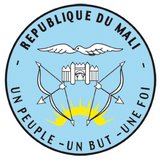 REPUBLIQUE DU MALI
UN PEUPLE - UN BUT - UNE FOI